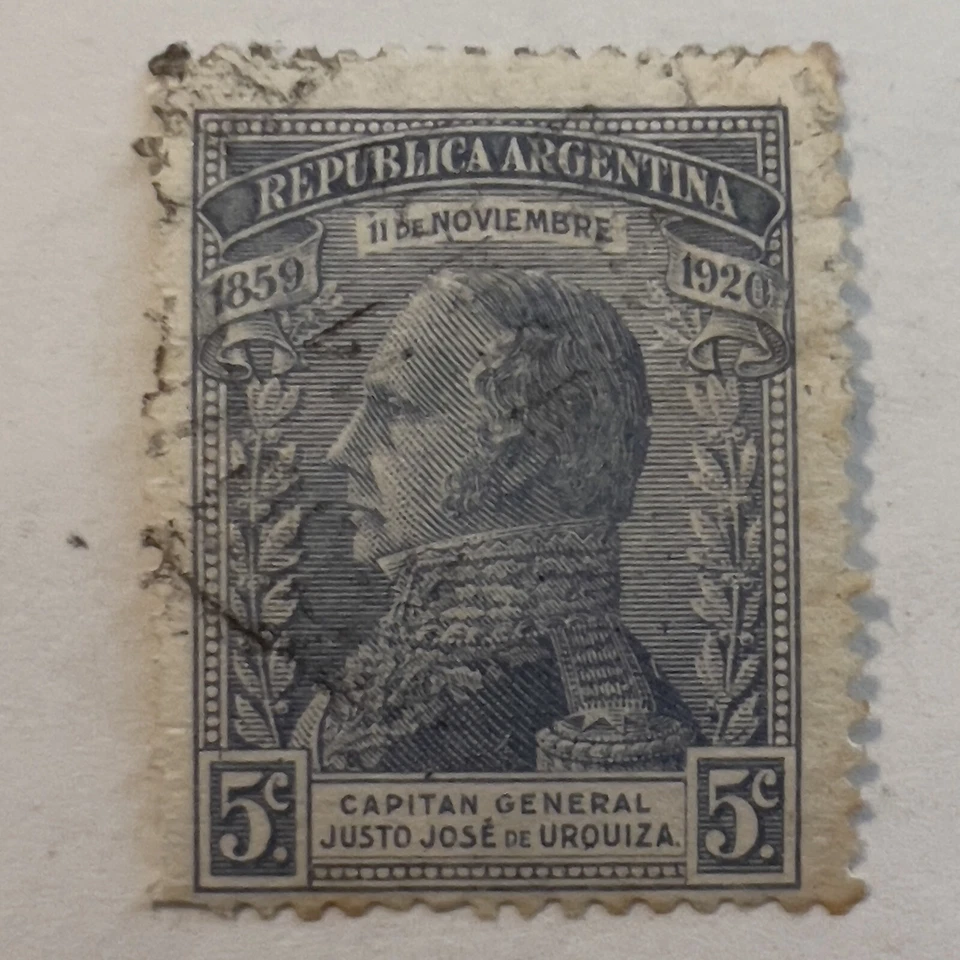 REPUBLICA ARGENTINA
11 DE NOVIEMBRE
1859 1920
5c. 5c.
CAPITAN GENERAL
JUSTO JOSÉ DE URQUIZA.